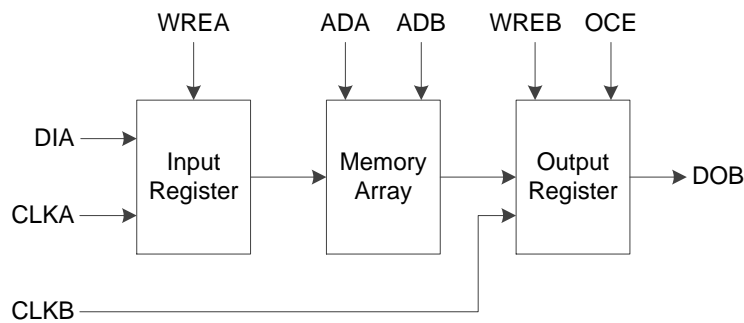 WREA
ADA
ADB
WREB
OCE
DIA
Input
Register
Memory
Array
Output
Register
DOB
CLKA
CLKB